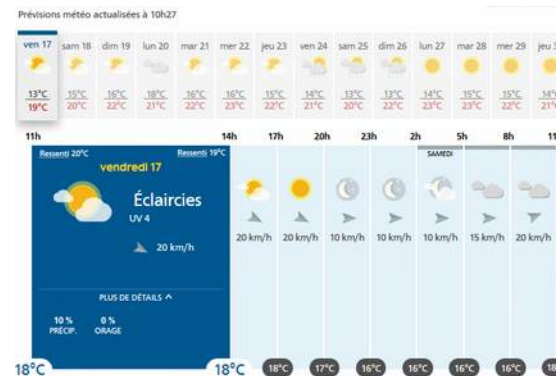 Prévisions météo actualisées à 10h27
ven 17 sam 18 dim 19 lun 20 mar 21 mer 22 jeu 23 ven 24 sam 25 dim 26 lun 27 mar 28 mer 29 jeu
13°C 15°C 16°C 18°C 16°C 16°C 15°C 14°C 13°C 13°C 14°C 15°C 15°C 14°
19°C 20°C 22°C 21°C 22°C 23°C 22°C 21°C 20°C 22°C 23°C 23°C 22°C 21°
11h 14h 17h 20h 23h 2h 5h 8h 11
Ressenti 20°C Ressenti 19°C SAMEDI
vendredi 17
Éclaircies
UV 4
20 km/h 20 km/h 20 km/h 10 km/h 10 km/h 10 km/h 15 km/h 20 km/h
PLUS DE DÉTAILS
10 % 0 %
PRÉCIP. ORAGE
18°C 18°C 18°C 17°C 16°C 16°C 16°C 16°C 18